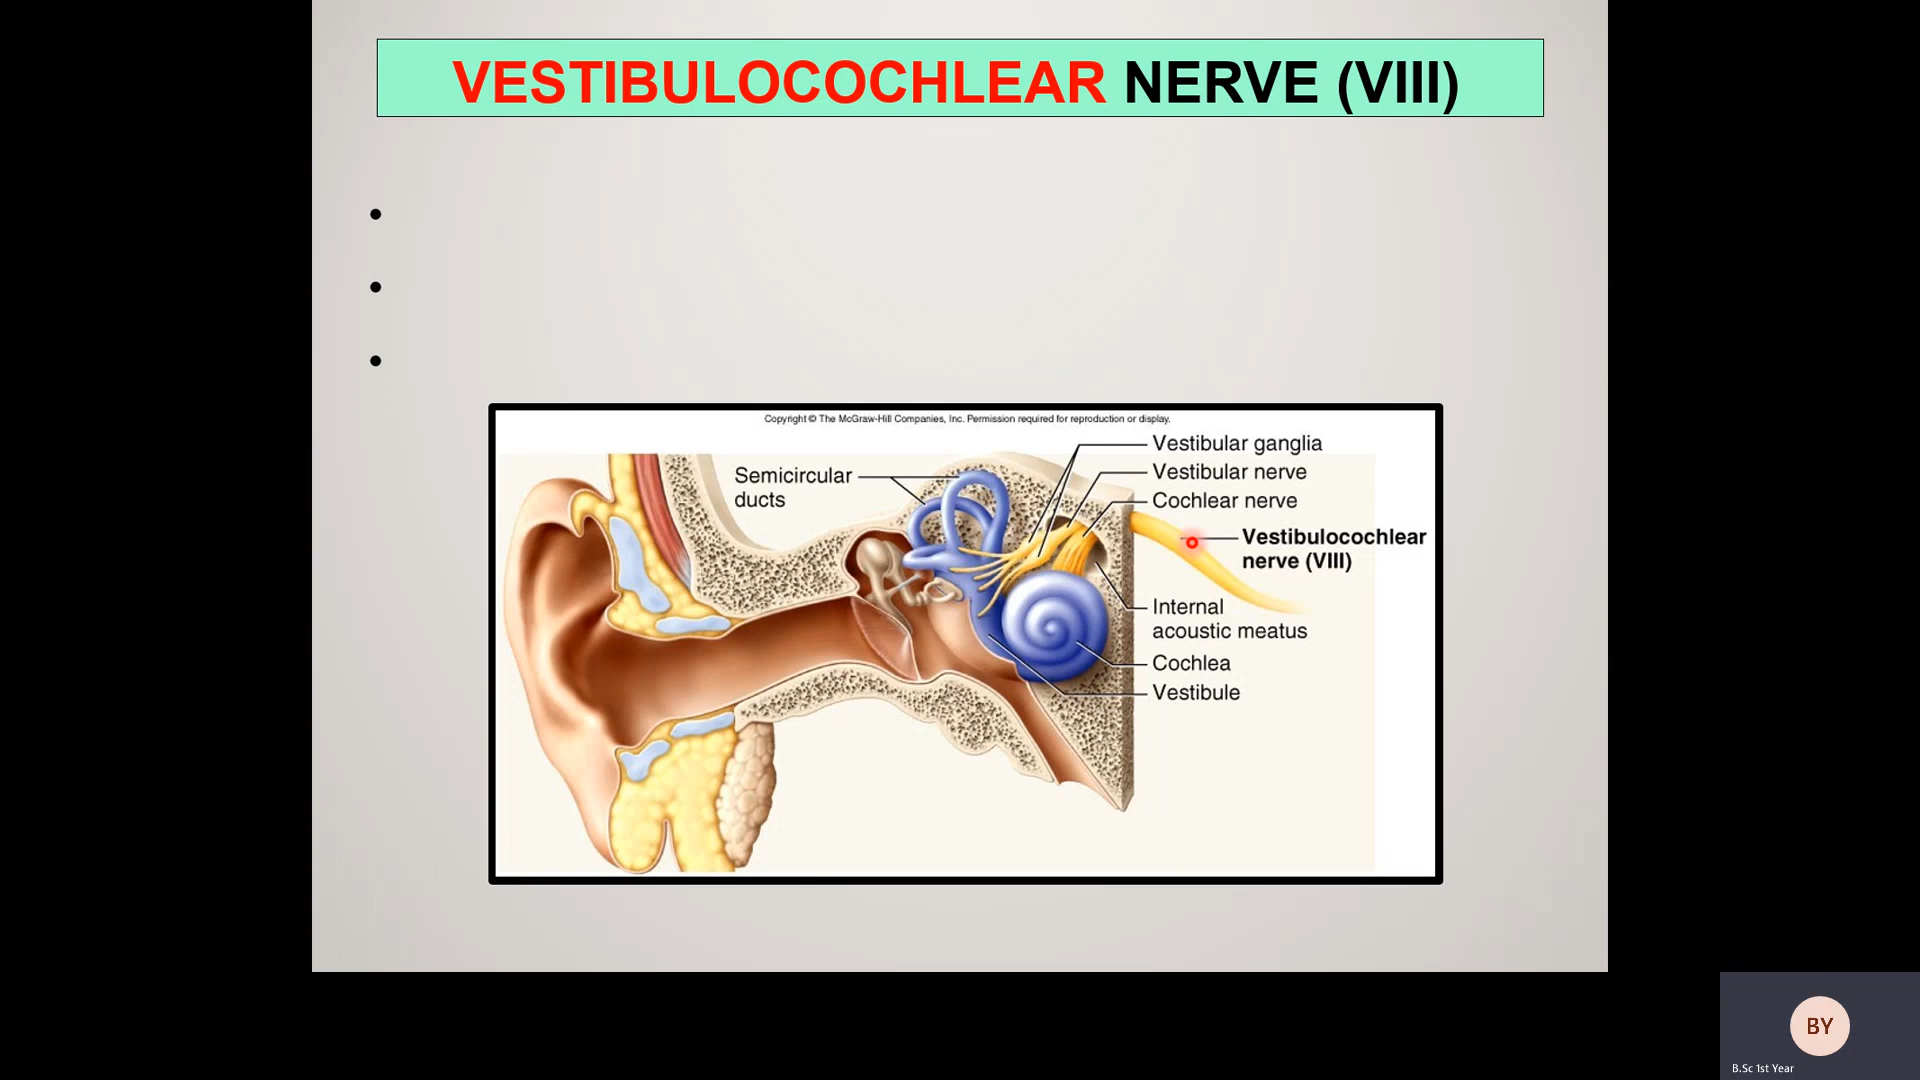 VESTIBULOCOCHLEAR NERVE (VIII)
•
•
•
Copyright © The McGraw-Hill Companies, Inc. Permission required for reproduction or display.
Semicircular
ducts
Vestibular ganglia
Vestibular nerve
Cochlear nerve
Vestibulocochlear
nerve (VIII)
Internal
acoustic meatus
Cochlea
Vestibule
BY
B.Sc 1st Year